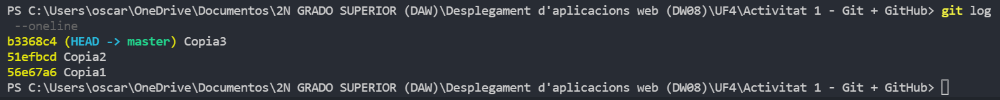 PS C:\Users\oscar\OneDrive\Documentos\2N GRADO SUPERIOR (DAW)\Desplegament d'aplicacions web (DW08)\UF4\Activitat 1 - Git + GitHub> git log
--oneline
b3368c4 (HEAD -> master) Copia3
51efbcd Copia2
56e67a6 Copia1
PS C:\Users\oscar\OneDrive\Documentos\2N GRADO SUPERIOR (DAW)\Desplegament d'aplicacions web (DW08)\UF4\Activitat 1 - Git + GitHub>